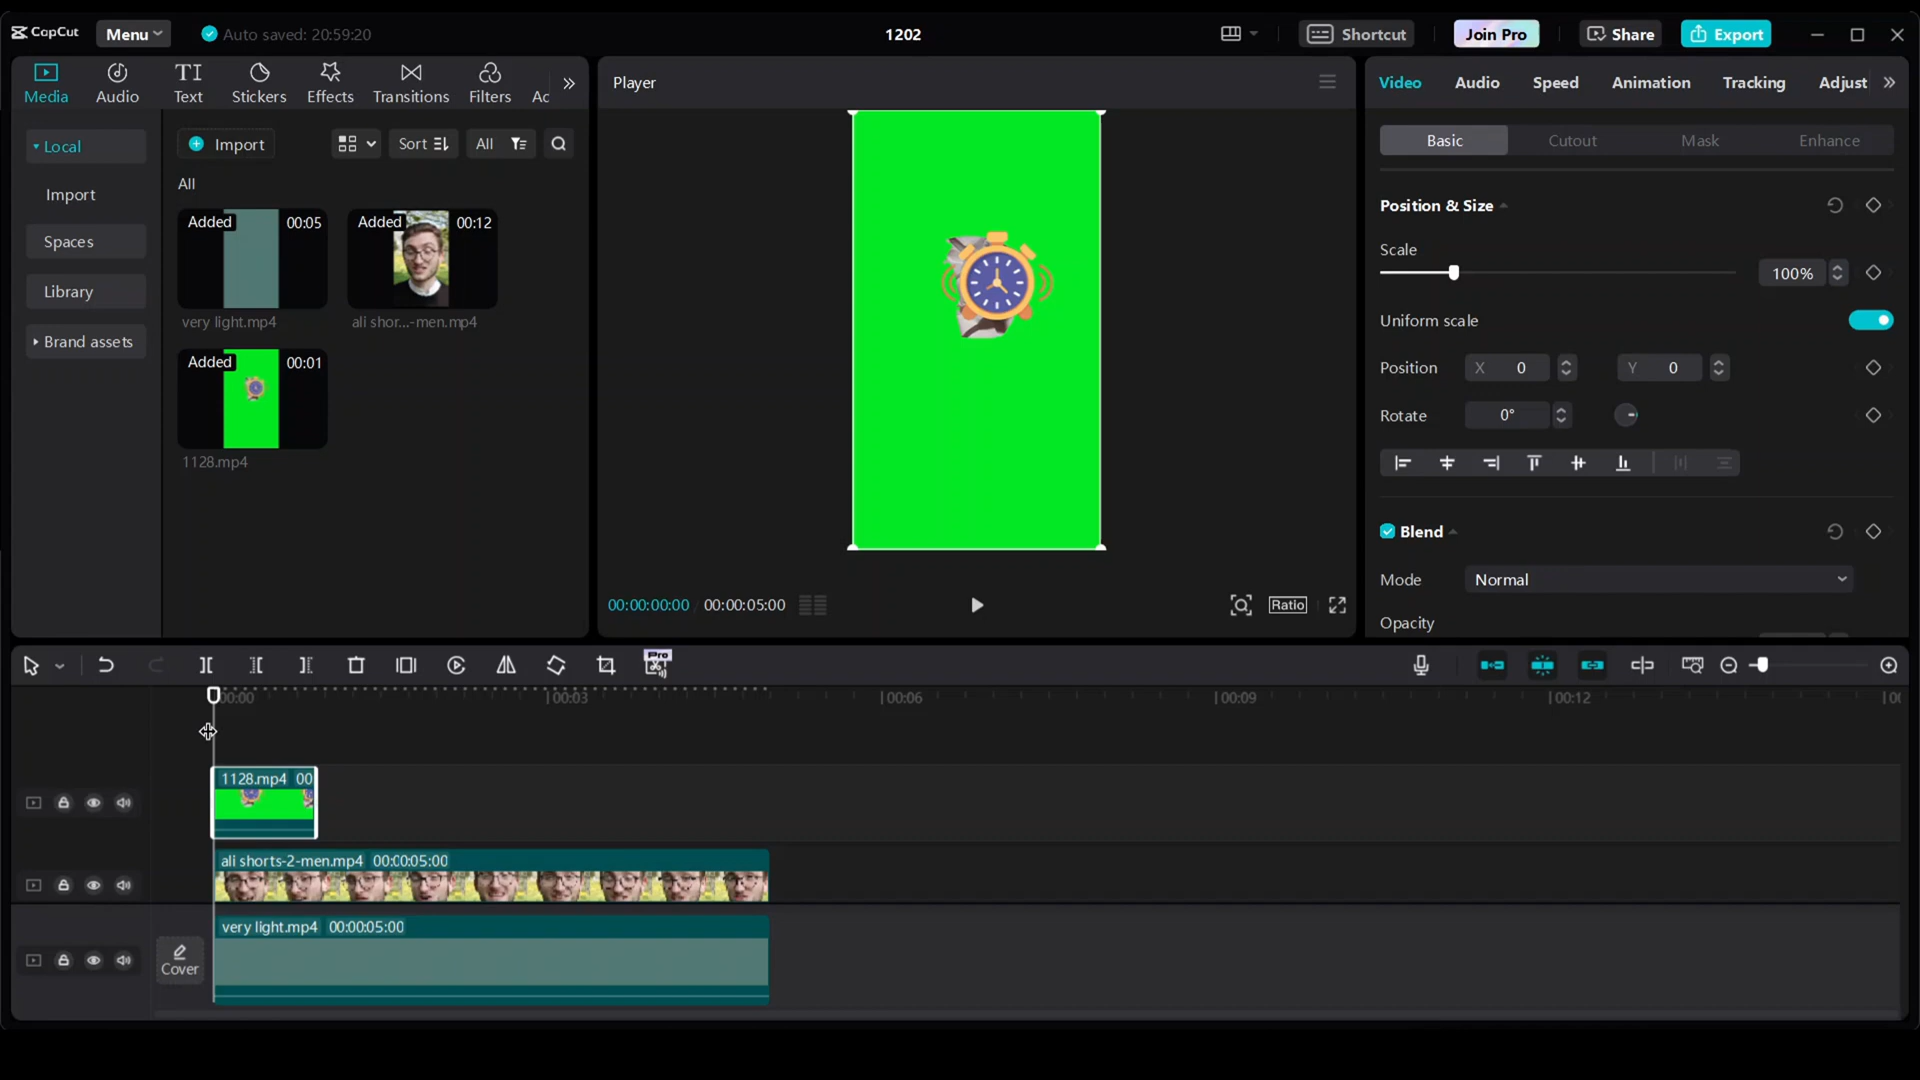 CapCut
Menu
Auto saved: 20:59:20
1202
Shortcut
Join Pro
Share
Export
Media
Audio
Text
Stickers
Effects
Transitions
Filters
Local
Import
Spaces
Library
Brand assets
Import
Sort
All
All
Added 00:05
very light.mp4
Added 00:12
ali shor...-men.mp4
Added 00:01
1128.mp4
Player
00:00:00:00
00:00:05:00
Ratio
Video
Audio
Speed
Animation
Tracking
Adjust
Basic
Cutout
Mask
Enhance
Position & Size
Scale
100%
Uniform scale
Position
X 0
Y 0
Rotate
0°
Blend
Mode
Normal
Opacity
Pro
00:00
00:03
00:06
00:09
00:12
1128.mp4 00
ali shorts-2-men.mp4 00:00:05:00
very light.mp4 00:00:05:00
Cover